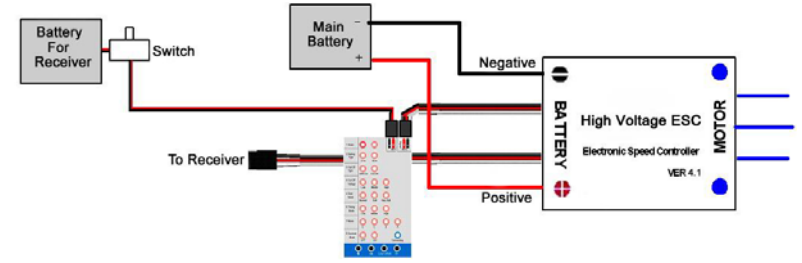 Battery
For
Receiver
Switch
Main
Battery
−
+
Negative
Positive
To Receiver
BATTERY
High Voltage ESC
Electronic Speed Controller
VER 4.1
MOTOR